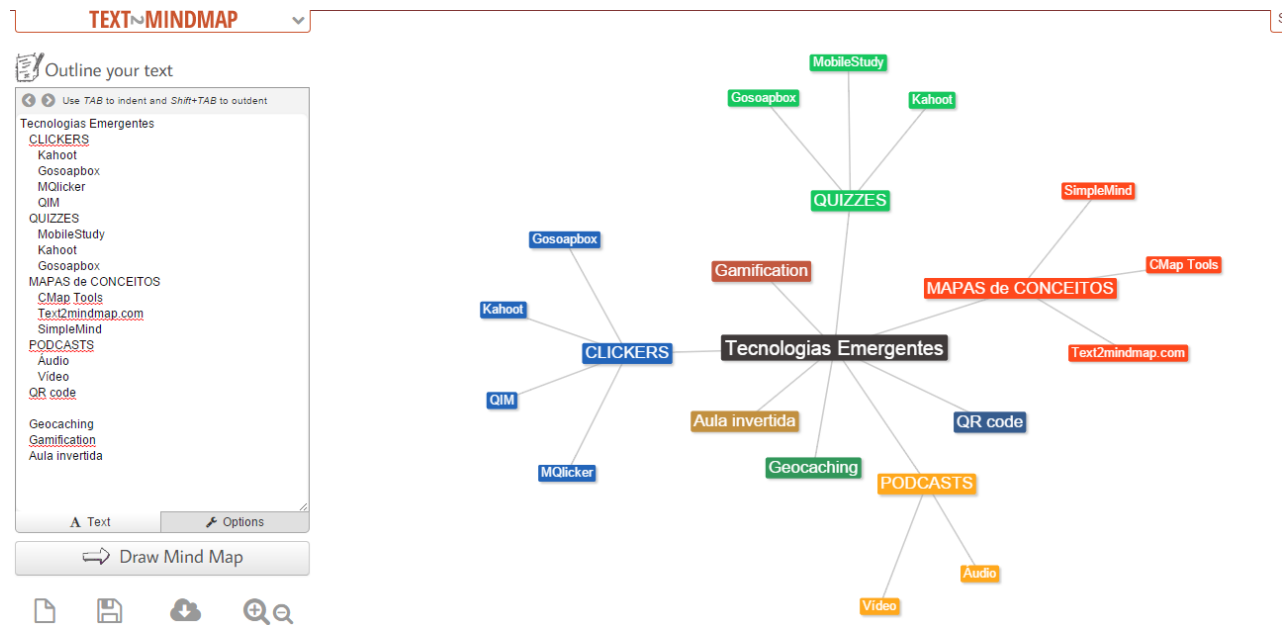 TEXT~MINDMAP
S
Outline your text
Use TAB to indent and Shift+TAB to outdent
Tecnologias Emergentes
CLICKERS
Kahoot
Gosoapbox
MQlicker
QIM
QUIZZES
MobileStudy
Kahoot
Gosoapbox
MAPAS de CONCEITOS
CMap Tools
Text2mindmap.com
SimpleMind
PODCASTS
Áudio
Vídeo
QR code
Geocaching
Gamification
Aula invertida
A Text
Options
Draw Mind Map
MobileStudy
Gosoapbox
Kahoot
QUIZZES
SimpleMind
Gosoapbox
Gamification
CMap Tools
MAPAS de CONCEITOS
Kahoot
CLICKERS
Tecnologias Emergentes
Text2mindmap.com
QIM
Aula invertida
QR code
MQlicker
Geocaching
PODCASTS
Áudio
Vídeo